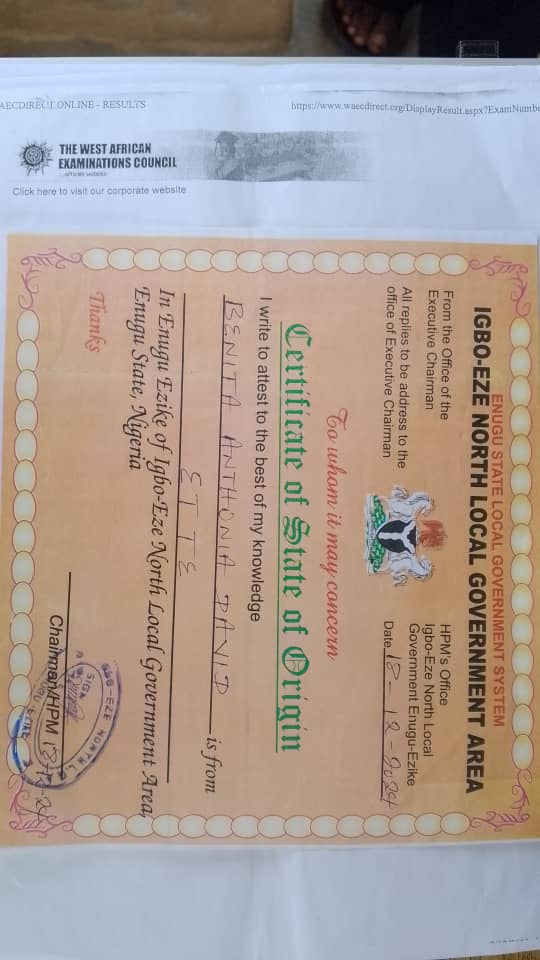 AECDIRECT ONLINE - RESULTS
https://www.waecdirect.org/DisplayResult.aspx?ExamNumbe
THE WEST AFRICAN
EXAMINATIONS COUNCIL
Click here to visit our corporate website
ENUGU STATE LOCAL GOVERNMENT SYSTEM
IGBO-EZE NORTH LOCAL GOVERNMENT AREA
From the Office of the
Executive Chairman
All replies to be address to the
office of Executive Chairman
HPM's Office
Igbo-Eze North Local
Government Enugu-Ezike
Date 18-12-2024
To whom it may concern
Certificate of State of Origin
I write to attest to the best of my knowledge
BENITA ANTHONIA DAVID is from
ETTE
In Enugu Ezike of Igbo-Eze North Local Government Area,
Enugu State, Nigeria
Thanks
Chairman/HPM